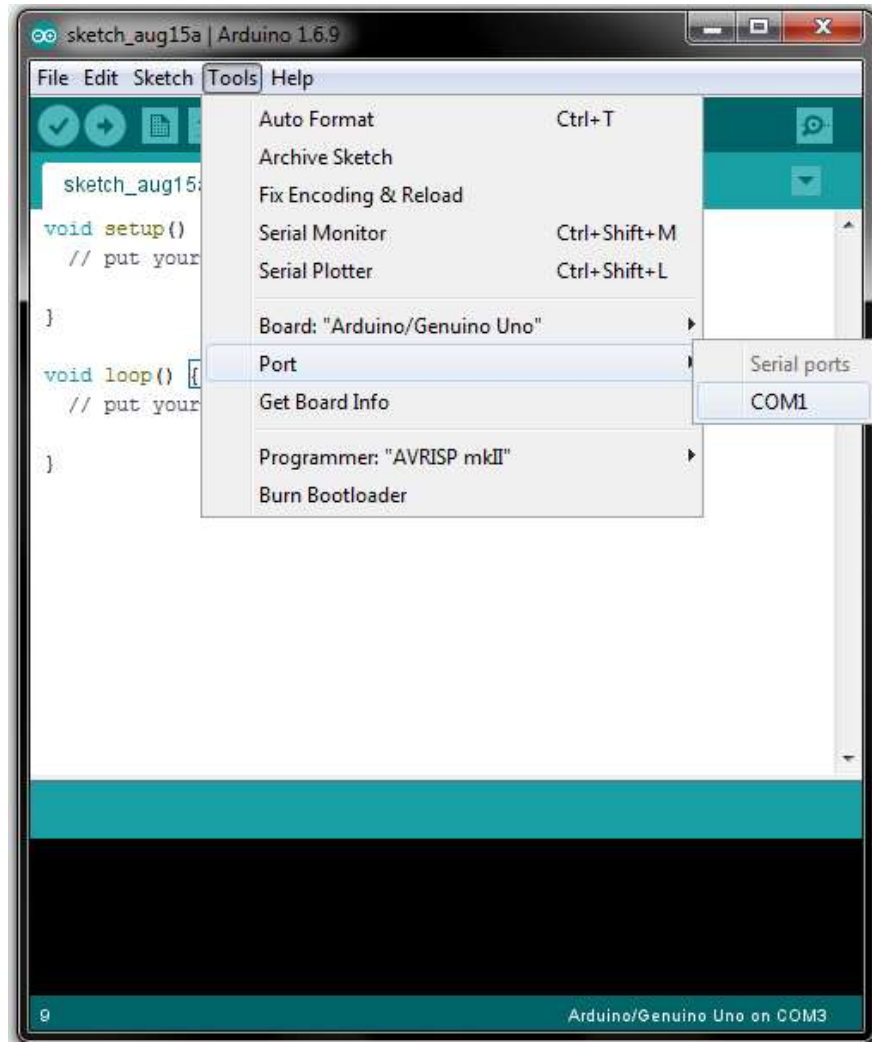 sketch_aug15a | Arduino 1.6.9
File Edit Sketch Tools Help
Auto Format Ctrl+T
Archive Sketch
sketch_aug15a
Fix Encoding & Reload
void setup() Serial Monitor Ctrl+Shift+M
// put your Serial Plotter Ctrl+Shift+L
} Board: "Arduino/Genuino Uno"
Port Serial ports
void loop() {
// put your Get Board Info COM1
} Programmer: "AVRISP mkII"
Burn Bootloader
9 Arduino/Genuino Uno on COM3